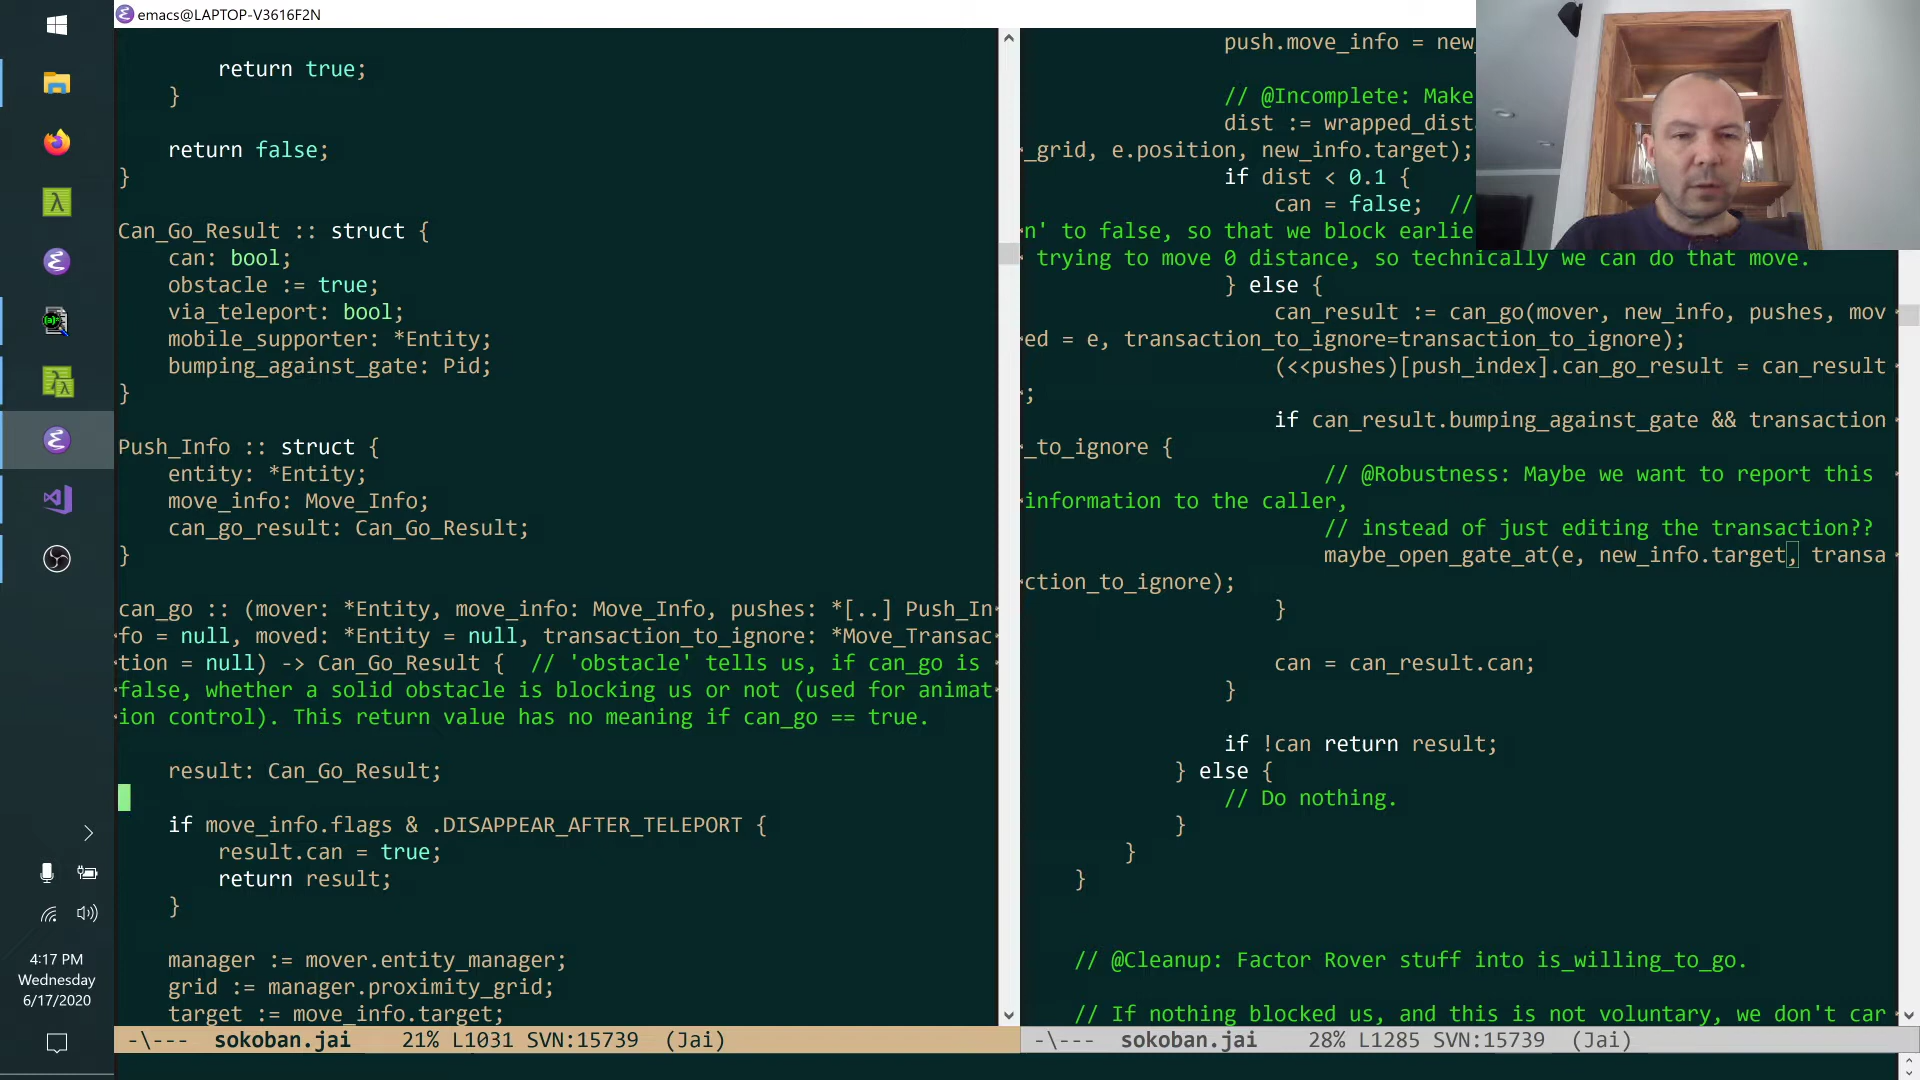 emacs@LAPTOP-V3616F2N
return true;
}
return false;
}
Can_Go_Result :: struct {
can: bool;
obstacle := true;
via_teleport: bool;
mobile_supporter: *Entity;
bumping_against_gate: Pid;
}
Push_Info :: struct {
entity: *Entity;
move_info: Move_Info;
can_go_result: Can_Go_Result;
}
can_go :: (mover: *Entity, move_info: Move_Info, pushes: *[..] Push_In
fo = null, moved: *Entity = null, transaction_to_ignore: *Move_Transac
tion = null) -> Can_Go_Result {  // 'obstacle' tells us, if can_go is
false, whether a solid obstacle is blocking us or not (used for animat
ion control). This return value has no meaning if can_go == true.
result: Can_Go_Result;
if move_info.flags & .DISAPPEAR_AFTER_TELEPORT {
result.can = true;
return result;
}
manager := mover.entity_manager;
grid := manager.proximity_grid;
target := move_info.target;
-\---  sokoban.jai    21% L1031 SVN:15739  (Jai)
push.move_info = new_
// @Incomplete: Make
dist := wrapped_dist
_grid, e.position, new_info.target);
if dist < 0.1 {
can = false;  //
n' to false, so that we block earlie
trying to move 0 distance, so technically we can do that move.
} else {
can_result := can_go(mover, new_info, pushes, mov
ed = e, transaction_to_ignore=transaction_to_ignore);
(<<pushes)[push_index].can_go_result = can_result
;
if can_result.bumping_against_gate && transaction
_to_ignore {
// @Robustness: Maybe we want to report this
information to the caller,
// instead of just editing the transaction??
maybe_open_gate_at(e, new_info.target, transa
ction_to_ignore);
}
can = can_result.can;
}
if !can return result;
} else {
// Do nothing.
}
}
}
// @Cleanup: Factor Rover stuff into is_willing_to_go.
// If nothing blocked us, and this is not voluntary, we don't car
-\---  sokoban.jai    28% L1285 SVN:15739  (Jai)
4:17 PM
Wednesday
6/17/2020